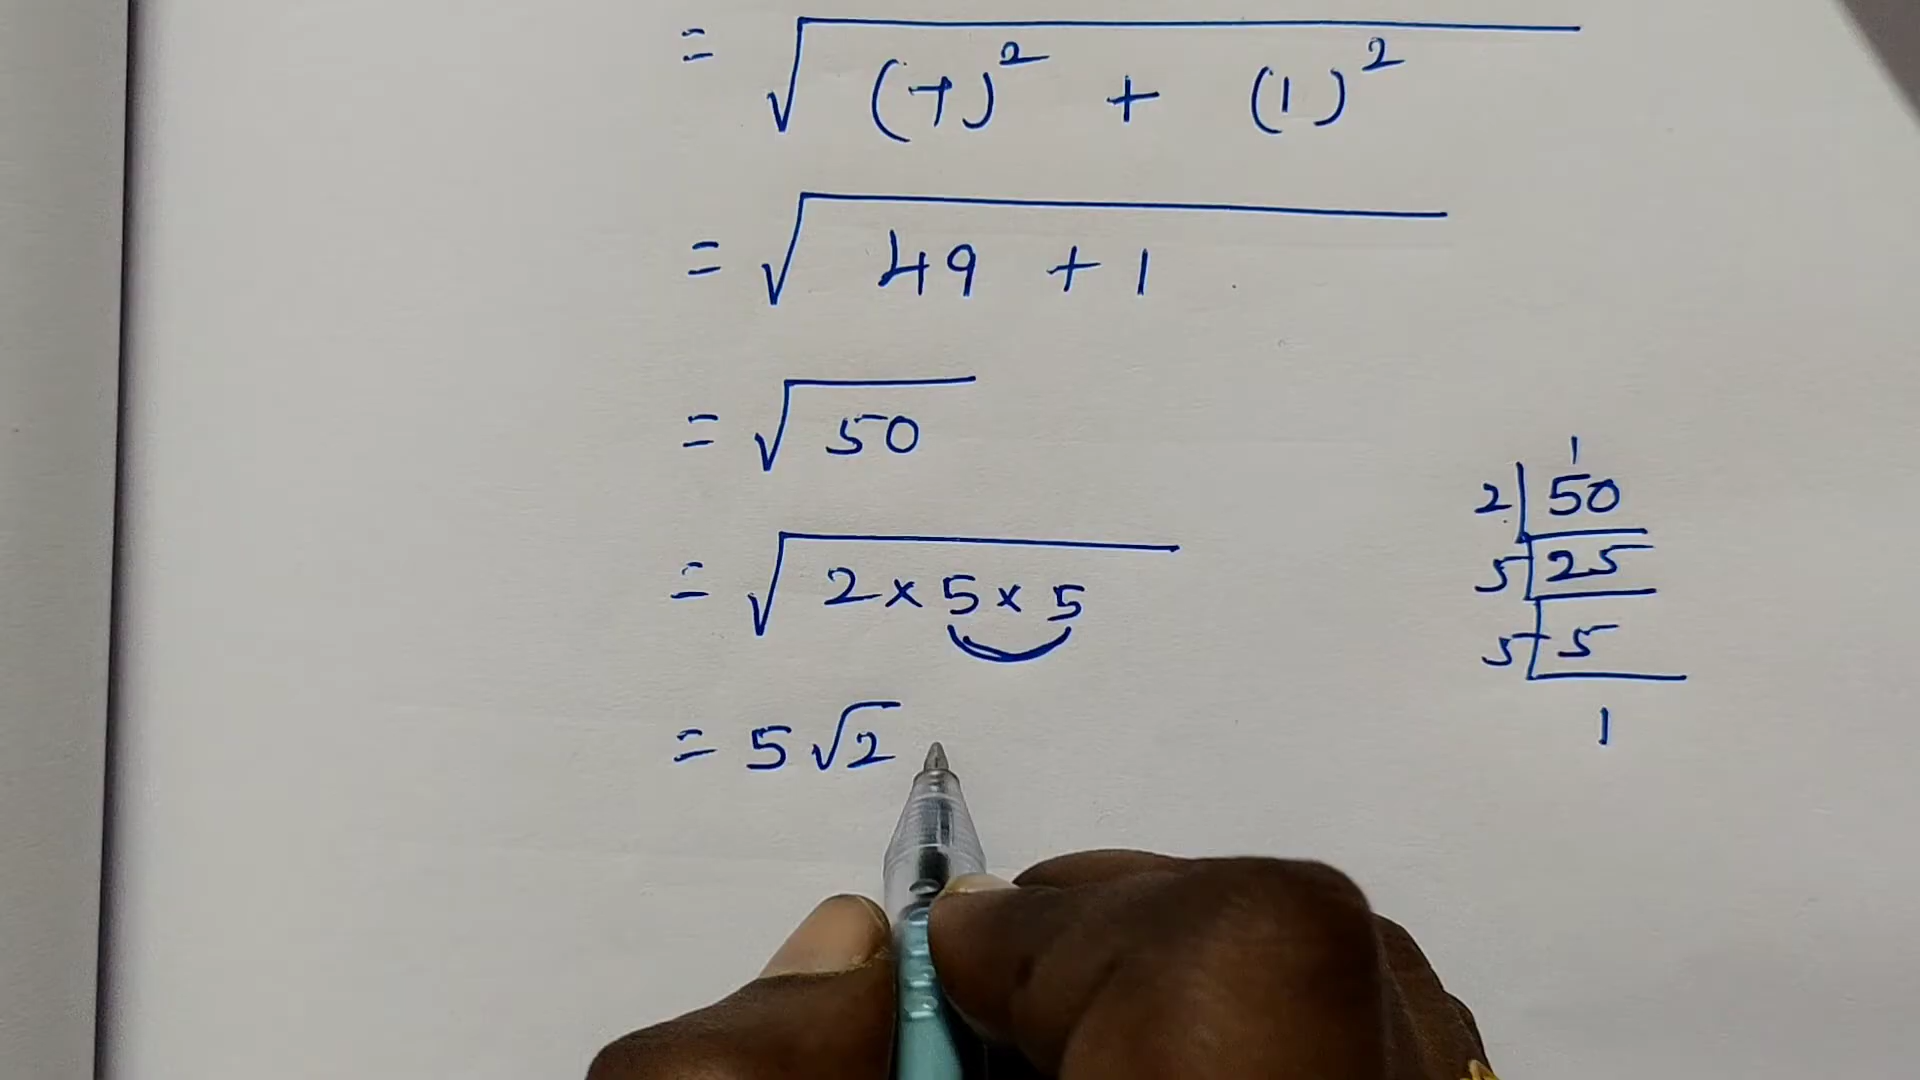 = √(7)² + (1)²
= √49 + 1
= √50
= √2 × 5 × 5
= 5√2
1
2 | 50
5 | 25
5 | 5
1